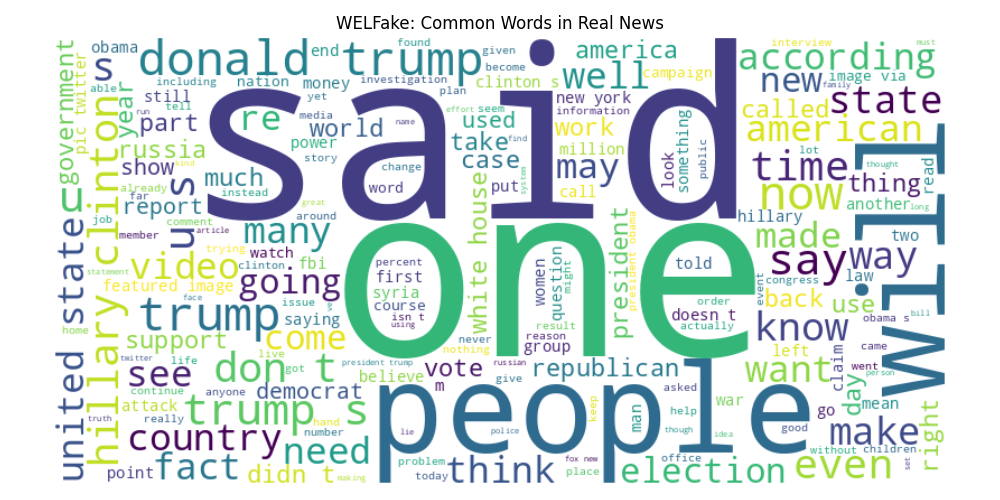 WELFake: Common Words in Real News
said
one
people
will
donald trump
hillary clinton
united state
trump
trump s
don t
many
going
video
country
fact
need
think
election
even
make
want
know
made
say
way
time
now
new
state
american
according
america
well
may
work
take
case
used
world
re
much
report
show
russia
part
still
s
u
u s
year
government
pic twitter
obama
able
including
nation
money
end
found
given
become
investigation
plan
yet
tell
run
media
power
story
instead
already
kind
far
job
member
comment
article
around
great
change
word
name
clinton s
campaign
new york
information
million
effort
seem
find
call
put
system
look
something
public
interview
must
image via
family
called
lot
thought
thing
another
long
read
hillary
two
law
congress
event
back
use
obama s
bill
told
order
doesn t
actually
president
president obama
women
question
might
result
reason
group
white house
percent
first
syria
course
isn t
using
never
nothing
watch
fbi
issue
saying
come
trying
clinton
featured image
statement
face
home
support
see
twitter
life
live
got
continue
anyone
democrat
attack
really
hand
number
truth
point
didn t
making
believe
president trump
vote
m
russian
give
republican
asked
keep
man
help
war
though
idea
good
office
left
claim
came
went
person
go
day
mean
right
without
children
set
lie
police
problem
today
fox new
place